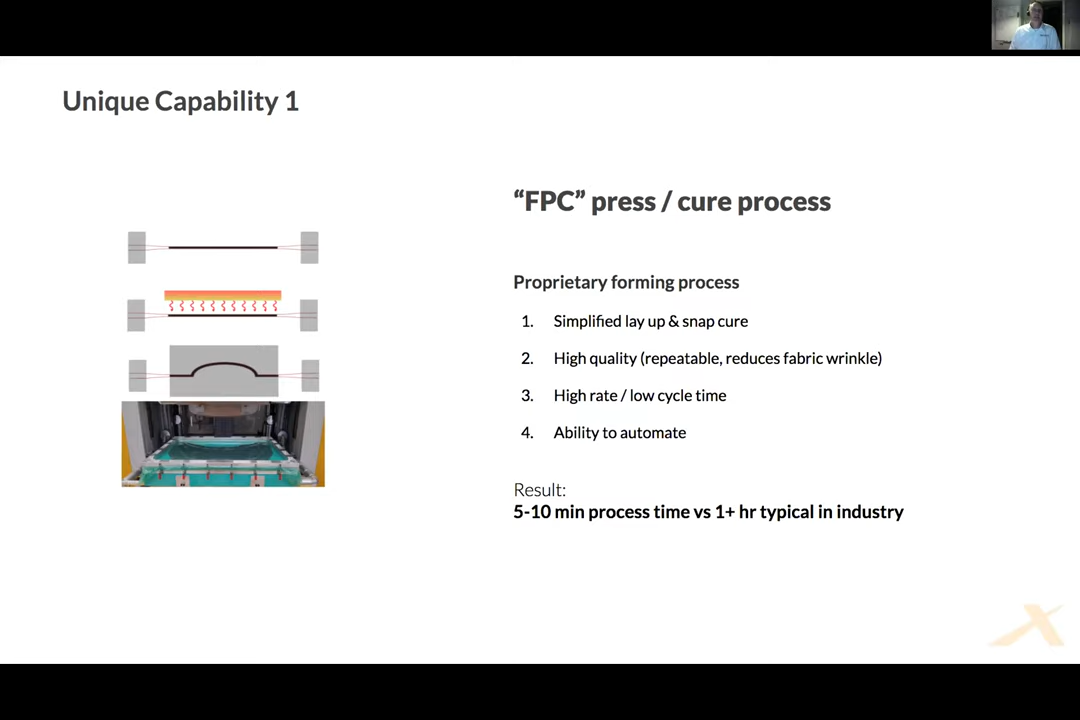 Unique Capability 1
“FPC” press / cure process
Proprietary forming process
1. Simplified lay up & snap cure
2. High quality (repeatable, reduces fabric wrinkle)
3. High rate / low cycle time
4. Ability to automate
Result:
5-10 min process time vs 1+ hr typical in industry